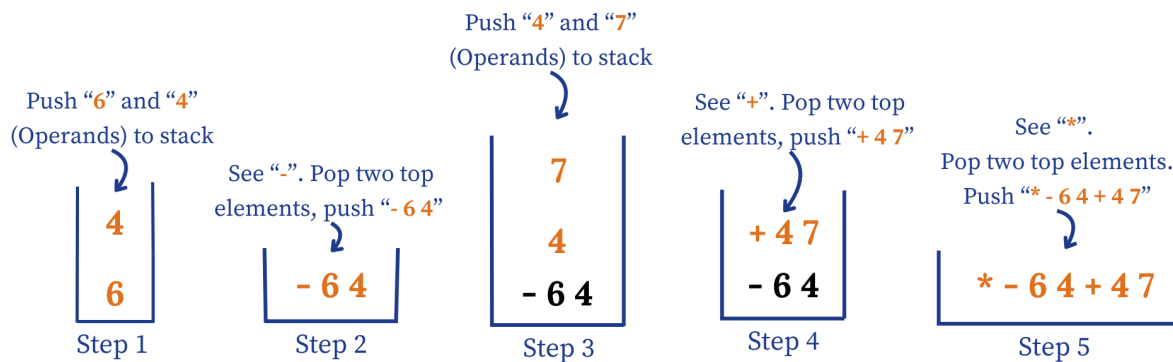 Push “6” and “4”
(Operands) to stack
4
6
Step 1
See “-”. Pop two top
elements, push “- 6 4”
- 6 4
Step 2
Push “4” and “7”
(Operands) to stack
7
4
- 6 4
Step 3
See “+”. Pop two top
elements, push “+ 4 7”
+ 4 7
- 6 4
Step 4
See “*”.
Pop two top elements.
Push “* - 6 4 + 4 7”
* - 6 4 + 4 7
Step 5